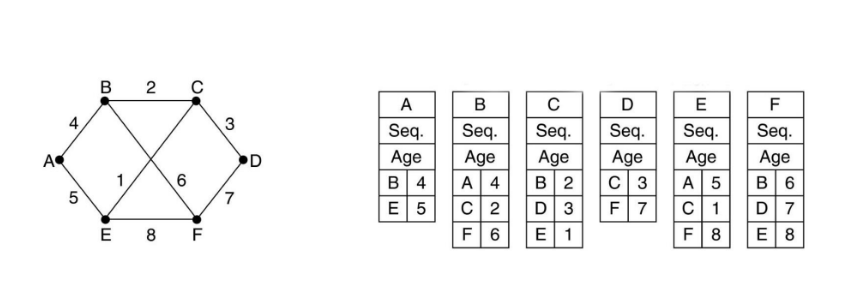 B 2 C
4 3
A D
1 6
5 7
E 8 F
A B C D E F
Seq. Seq. Seq. Seq. Seq. Seq.
Age Age Age Age Age Age
B 4 A 4 B 2 C 3 A 5 B 6
E 5 C 2 D 3 F 7 C 1 D 7
F 6 E 1 F 8 E 8